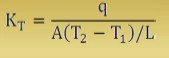 K_T = q / A(T_2 − T_1)/L